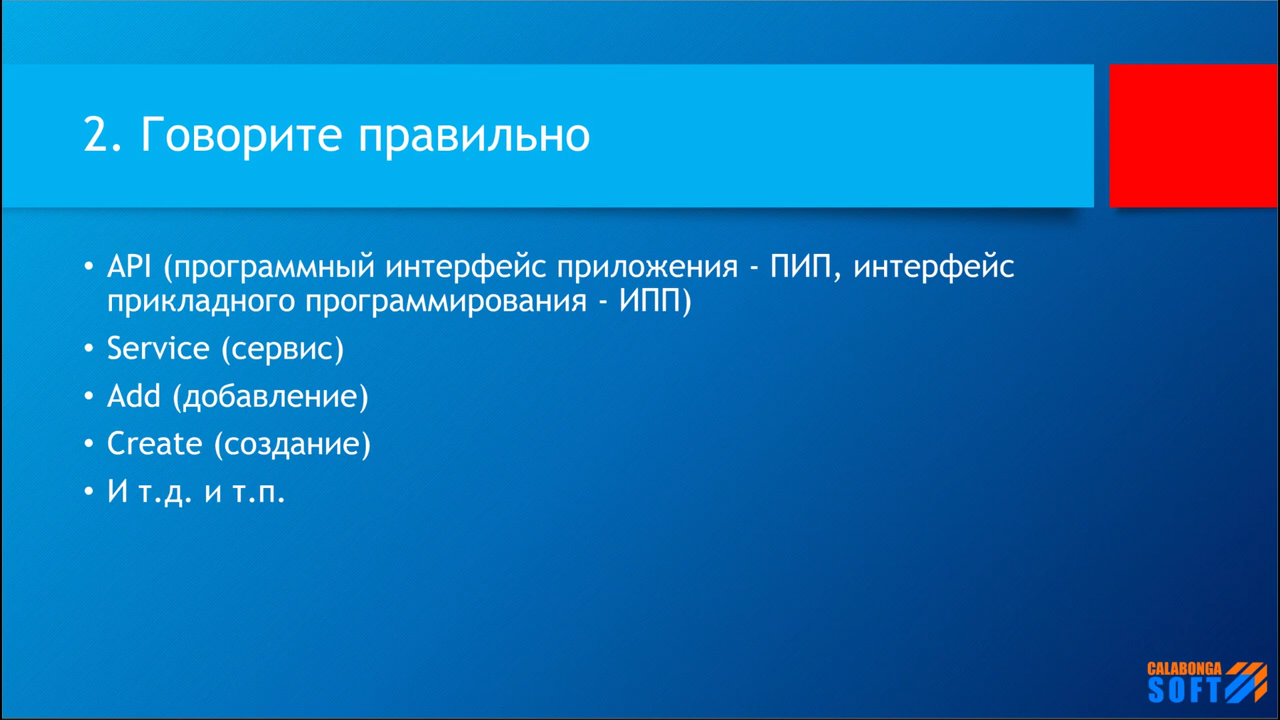 2. Говорите правильно
• API (программный интерфейс приложения - ПИП, интерфейс
прикладного программирования - ИПП)
• Service (сервис)
• Add (добавление)
• Create (создание)
• И т.д. и т.п.
CALABONGA
SOFT